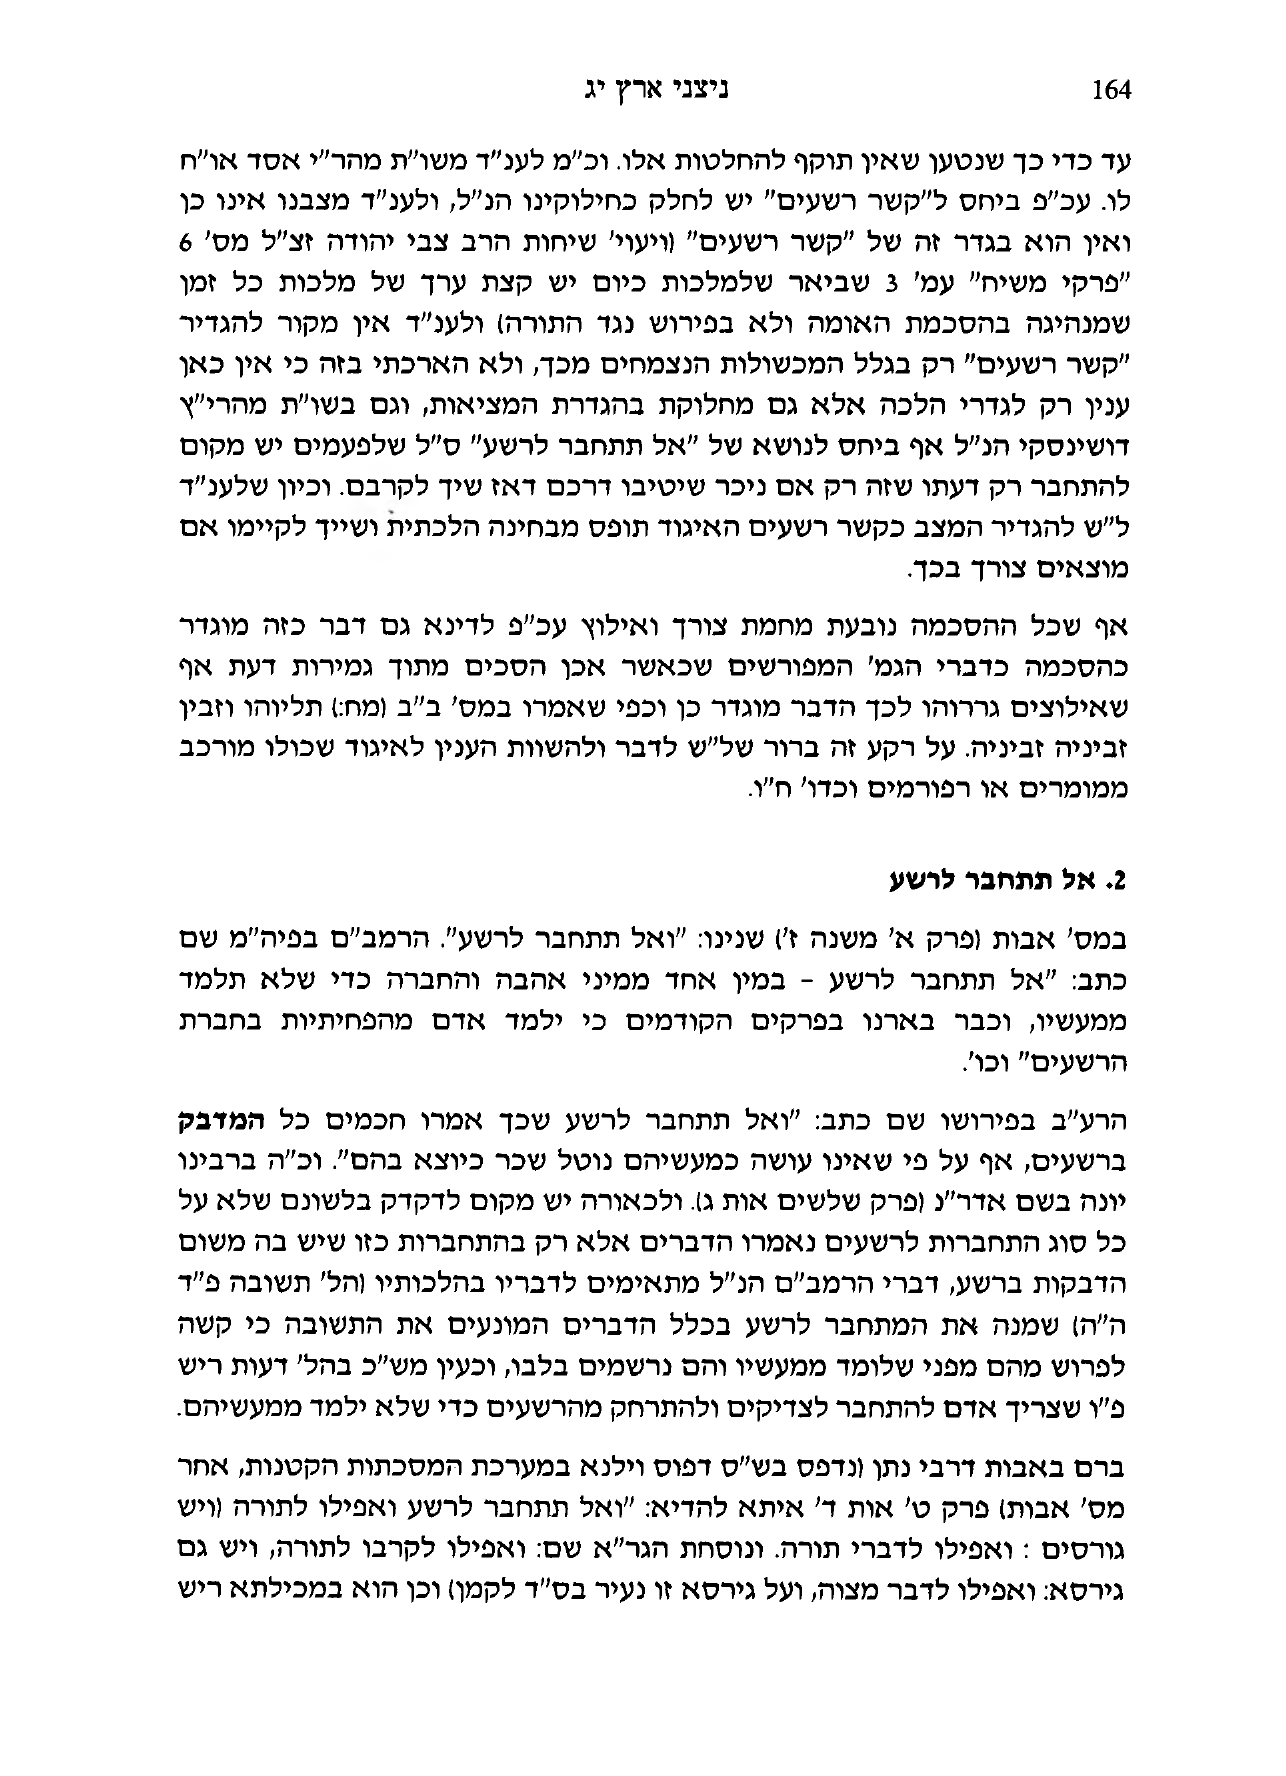 164 ניצני ארץ יג
עד כדי כך שנטען שאין תוקף להחלטות אלו. וכ"מ לענ"ד משו"ת מהר"י אסד או"ח
לו. עכ"פ ביחס ל"קשר רשעים" יש לחלק כחילוקינו הנ"ל, ולענ"ד מצבנו אינו כן
ואין הוא בגדר זה של "קשר רשעים" (ויעוי' שיחות הרב צבי יהודה זצ"ל מס' 6
"פרקי משיח" עמ' 3 שביאר שלמלכות כיום יש קצת ערך של מלכות כל זמן
שמנהיגה בהסכמת האומה ולא בפירוש נגד התורה) ולענ"ד אין מקור להגדיר
"קשר רשעים" רק בגלל המכשולות הנצמחים מכך, ולא הארכתי בזה כי אין כאן
ענין רק לגדרי הלכה אלא גם מחלוקת בהגדרת המציאות, וגם בשו"ת מהרי"ץ
דושינסקי הנ"ל אף ביחס לנושא של "אל תתחבר לרשע" ס"ל שלפעמים יש מקום
להתחבר רק דעתו שזה רק אם ניכר שיטיבו דרכם דאז שיך לקרבם. וכיון שלענ"ד
ל"ש להגדיר המצב כקשר רשעים האיגוד תופס מבחינה הלכתית ושייך לקיימו אם
מוצאים צורך בכך.
אף שכל ההסכמה נובעת מחמת צורך ואילוץ עכ"פ לדינא גם דבר כזה מוגדר
כהסכמה כדברי הגמ' המפורשים שכאשר אכן הסכים מתוך גמירות דעת אף
שאילוצים גררוהו לכך הדבר מוגדר כן וכפי שאמרו במס' ב"ב (מח:) תליוהו וזבין
זביניה זביניה. על רקע זה ברור של"ש לדבר ולהשוות הענין לאיגוד שכולו מורכב
ממומרים או רפורמים וכדו' ח"ו.
2. אל תתחבר לרשע
במס' אבות (פרק א' משנה ז') שנינו: "ואל תתחבר לרשע". הרמב"ם בפיה"מ שם
כתב: "אל תתחבר לרשע – במין אחד ממיני אהבה והחברה כדי שלא תלמד
ממעשיו, וכבר בארנו בפרקים הקודמים כי ילמד אדם מהפחיתיות בחברת
הרשעים" וכו'.
הרע"ב בפירושו שם כתב: "ואל תתחבר לרשע שכך אמרו חכמים כל המדבק
ברשעים, אף על פי שאינו עושה כמעשיהם נוטל שכר כיוצא בהם". וכ"ה ברבינו
יונה בשם אדר"נ (פרק שלשים אות ג). ולכאורה יש מקום לדקדק בלשונם שלא על
כל סוג התחברות לרשעים נאמרו הדברים אלא רק בהתחברות כזו שיש בה משום
הדבקות ברשע, דברי הרמב"ם הנ"ל מתאימים לדבריו בהלכותיו (הל' תשובה פ"ד
ה"ה) שמנה את המתחבר לרשע בכלל הדברים המונעים את התשובה כי קשה
לפרוש מהם מפני שלומד ממעשיו והם נרשמים בלבו, וכעין מש"כ בהל' דעות ריש
פ"ו שצריך אדם להתחבר לצדיקים ולהתרחק מהרשעים כדי שלא ילמד ממעשיהם.
ברם באבות דרבי נתן (נדפס בש"ס דפוס וילנא במערכת המסכתות הקטנות, אחר
מס' אבות) פרק ט' אות ד' איתא להדיא: "ואל תתחבר לרשע ואפילו לתורה (ויש
גורסים : ואפילו לדברי תורה. ונוסחת הגר"א שם: ואפילו לקרבו לתורה, ויש גם
גירסא: ואפילו לדבר מצוה, ועל גירסא זו נעיר בס"ד לקמן) וכן הוא במכילתא ריש